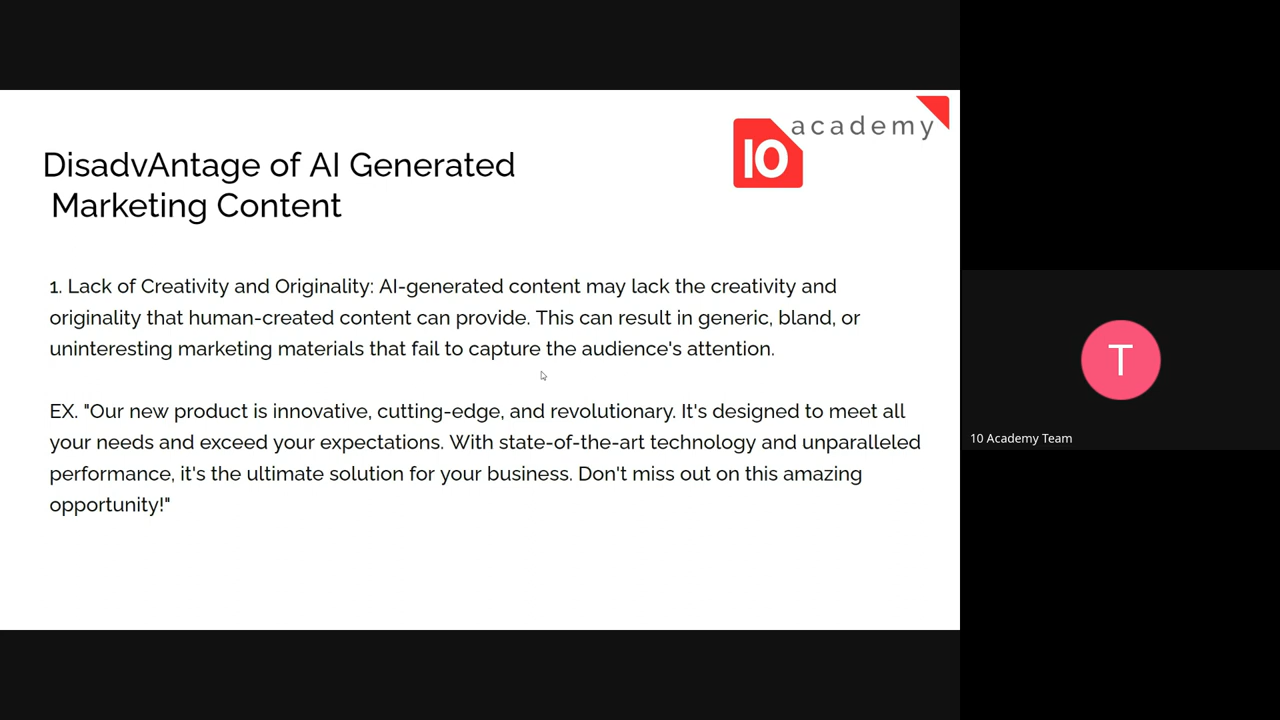 academy
10
DisadvAntage of AI Generated
Marketing Content
1. Lack of Creativity and Originality: AI-generated content may lack the creativity and
originality that human-created content can provide. This can result in generic, bland, or
uninteresting marketing materials that fail to capture the audience's attention.
EX. "Our new product is innovative, cutting-edge, and revolutionary. It's designed to meet all
your needs and exceed your expectations. With state-of-the-art technology and unparalleled
performance, it's the ultimate solution for your business. Don't miss out on this amazing
opportunity!"
T
10 Academy Team